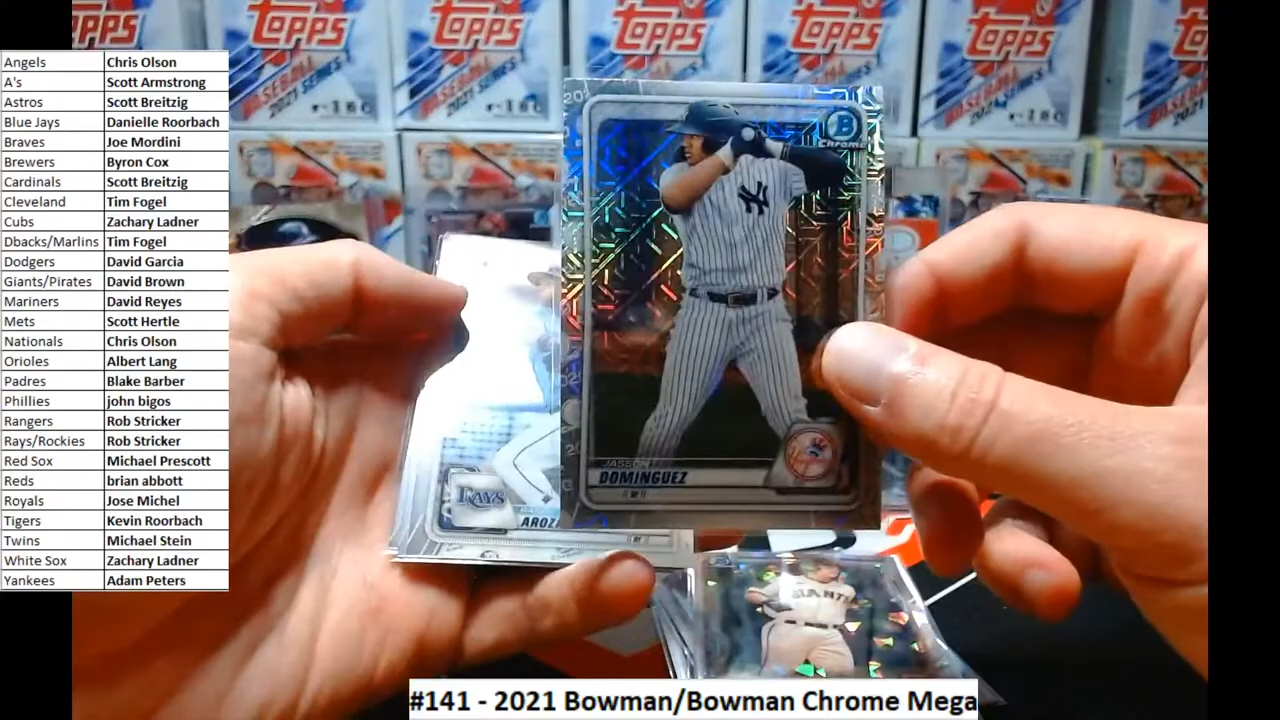 TOPPS
TOPPS
TOPPS
TOPPS
TOPPS
TOPPS
BASEBALL
2021 SERIES
Angels Chris Olson
A's Scott Armstrong
Astros Scott Breitzig
Blue Jays Danielle Roorbach
Braves Joe Mordini
Brewers Byron Cox
Cardinals Scott Breitzig
Cleveland Tim Fogel
Cubs Zachary Ladner
Dbacks/Marlins Tim Fogel
Dodgers David Garcia
Giants/Pirates David Brown
Mariners David Reyes
Mets Scott Hertle
Nationals Chris Olson
Orioles Albert Lang
Padres Blake Barber
Phillies john bigos
Rangers Rob Stricker
Rays/Rockies Rob Stricker
Red Sox Michael Prescott
Reds brian abbott
Royals Jose Michel
Tigers Kevin Roorbach
Twins Michael Stein
White Sox Zachary Ladner
Yankees Adam Peters
B
Chrome
NY
JASSON
DOMINGUEZ
RAYS
AROZ
GIANTS
#141 - 2021 Bowman/Bowman Chrome Mega